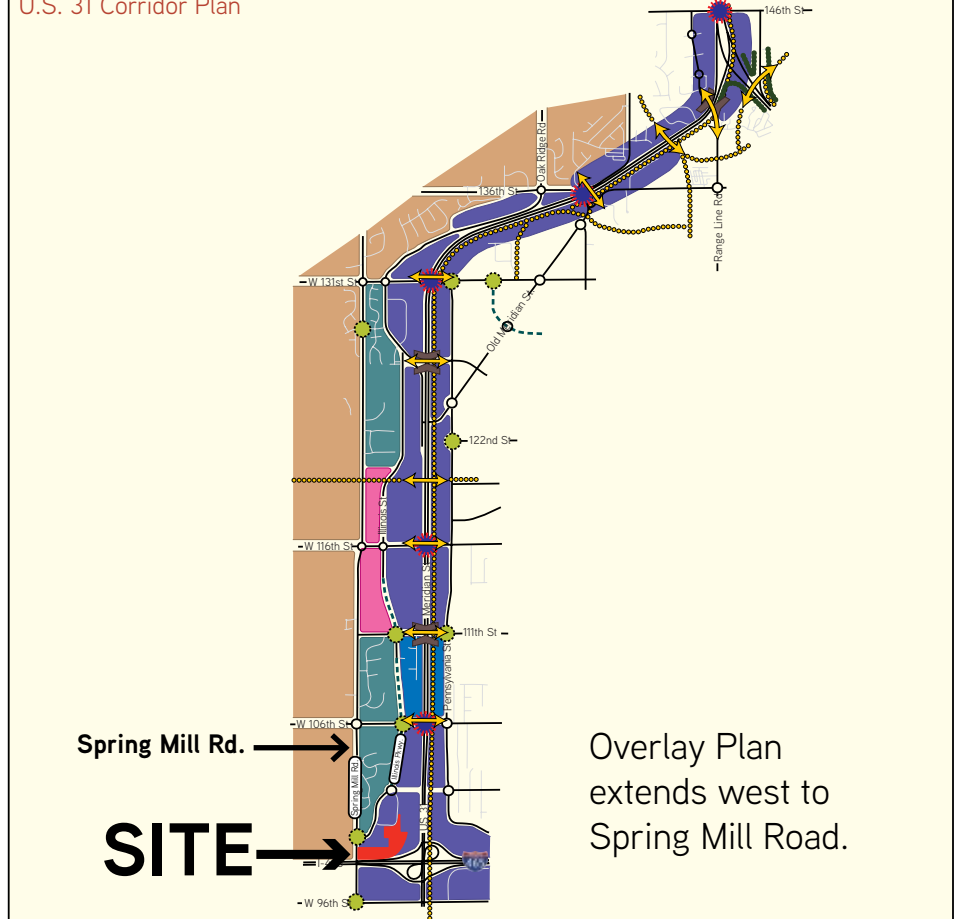 U.S. 31 Corridor Plan
146th St
Oak Ridge Rd
136th St
Range Line Rd
W 131st St
Old Meridian St
122nd St
Illinois St
W 116th St
Meridian St
111th St
Pennsylvania St
W 106th St
Spring Mill Rd.
Illinois Pkwy
Spring Mill Rd
U.S. 31
Overlay Plan
extends west to
Spring Mill Road.
SITE
W 96th S